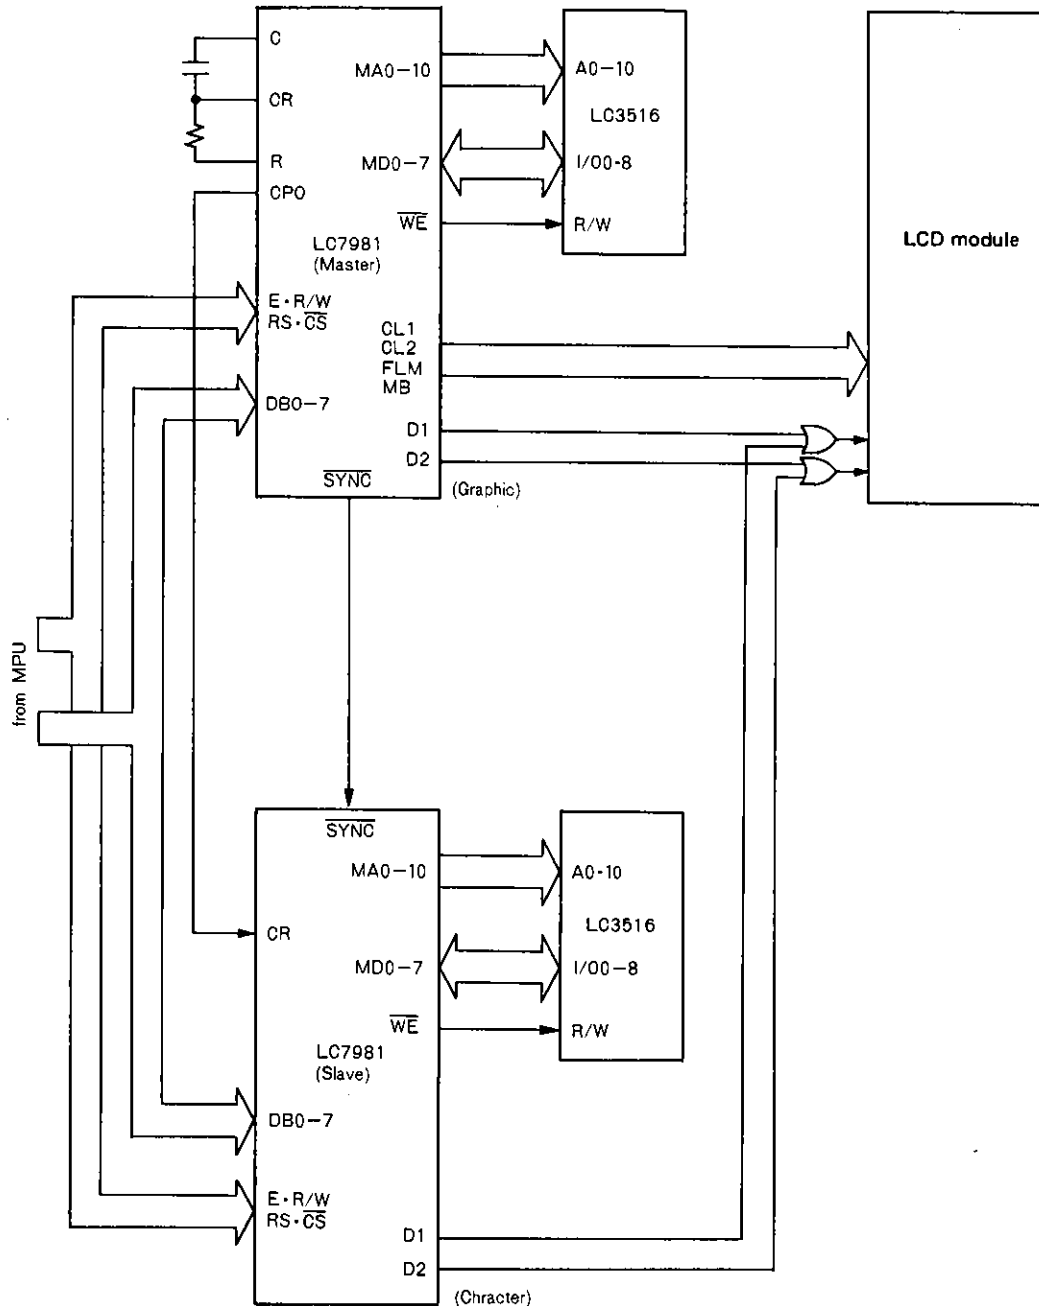 C
CR
R
CPO
MA0-10
MD0-7
WE
LC7981
(Master)
E·R/W
RS·CS
DB0-7
CL1
CL2
FLM
MB
D1
D2
SYNC
(Graphic)
A0-10
LC3516
I/O0-8
R/W
LCD module
from MPU
SYNC
MA0-10
CR
MD0-7
WE
LC7981
(Slave)
DB0-7
E·R/W
RS·CS
D1
D2
(Chracter)
A0-10
LC3516
I/O0-8
R/W